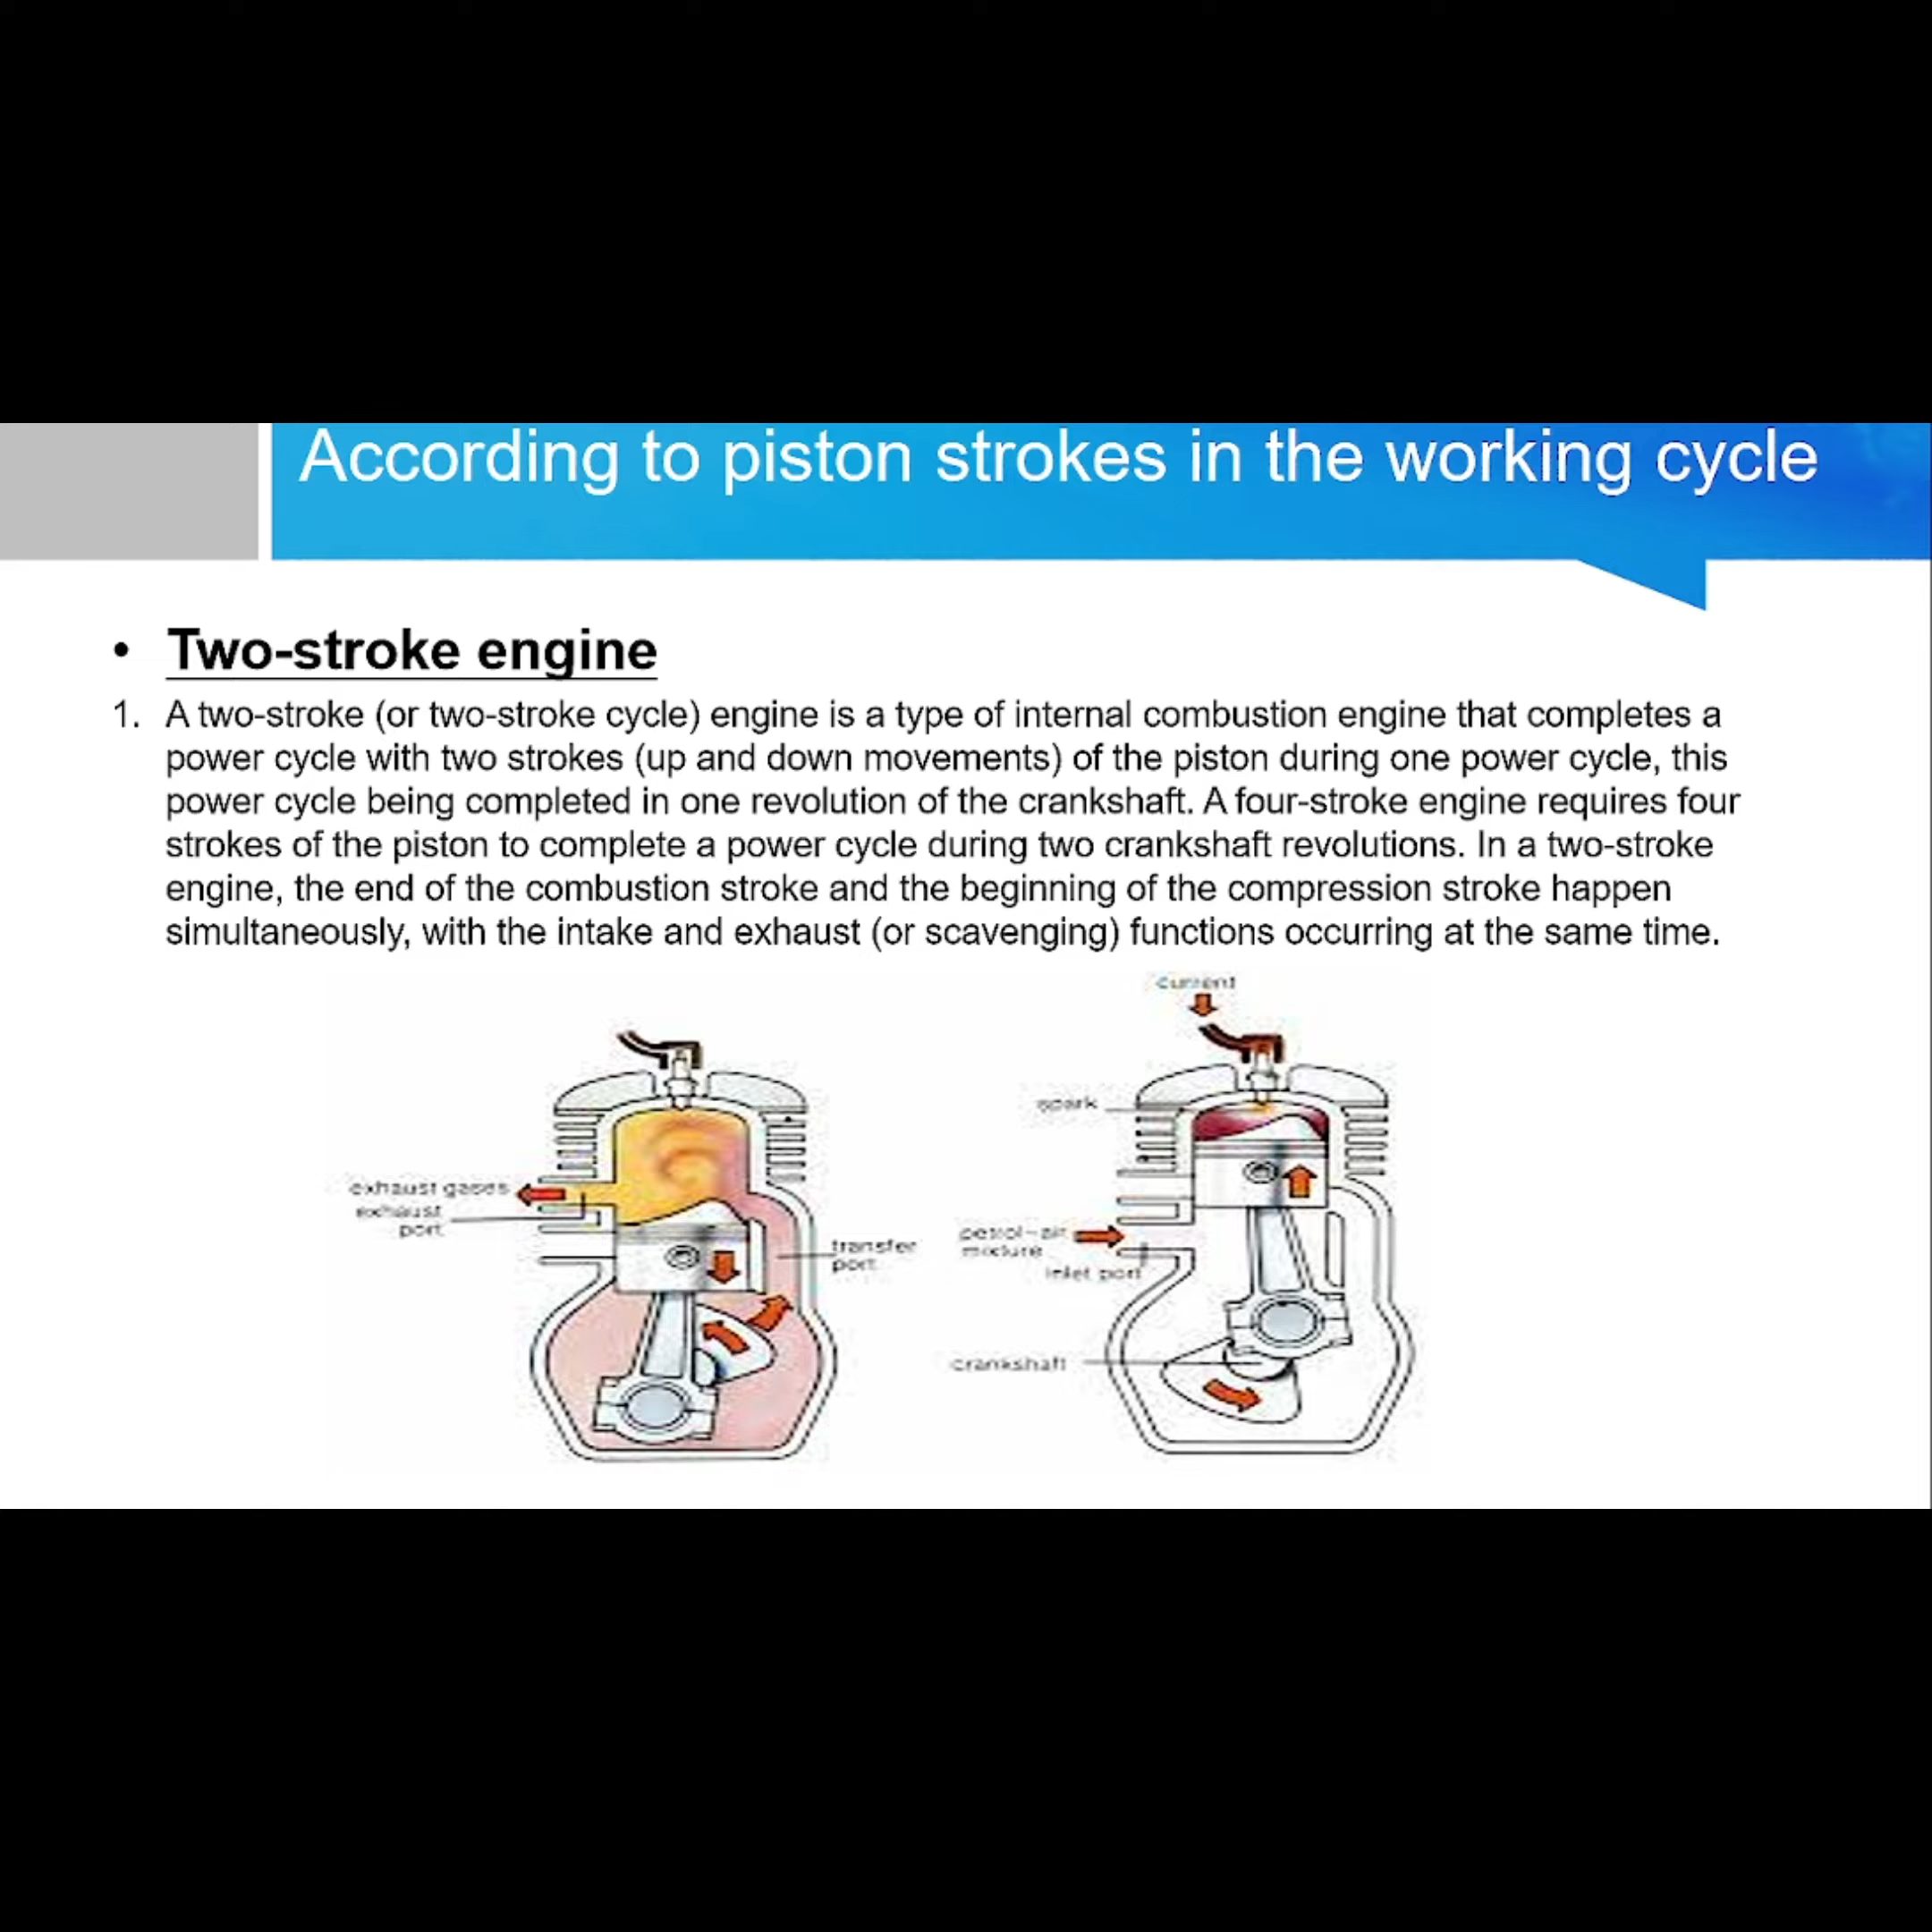 According to piston strokes in the working cycle
• Two-stroke engine
1. A two-stroke (or two-stroke cycle) engine is a type of internal combustion engine that completes a
power cycle with two strokes (up and down movements) of the piston during one power cycle, this
power cycle being completed in one revolution of the crankshaft. A four-stroke engine requires four
strokes of the piston to complete a power cycle during two crankshaft revolutions. In a two-stroke
engine, the end of the combustion stroke and the beginning of the compression stroke happen
simultaneously, with the intake and exhaust (or scavenging) functions occurring at the same time.
exhaust gases
exhaust
port
transfer
port
current
spark
petrol-air
mixture
inlet port
crankshaft